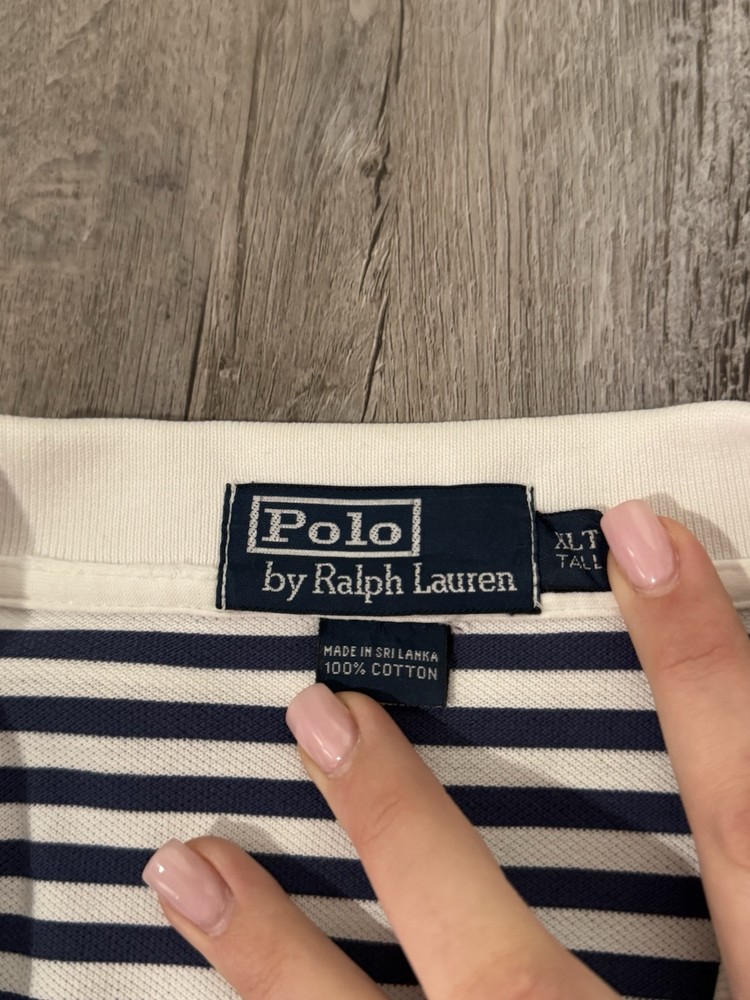 Polo
by Ralph Lauren
XLT
TALL
MADE IN SRI LANKA
100% COTTON